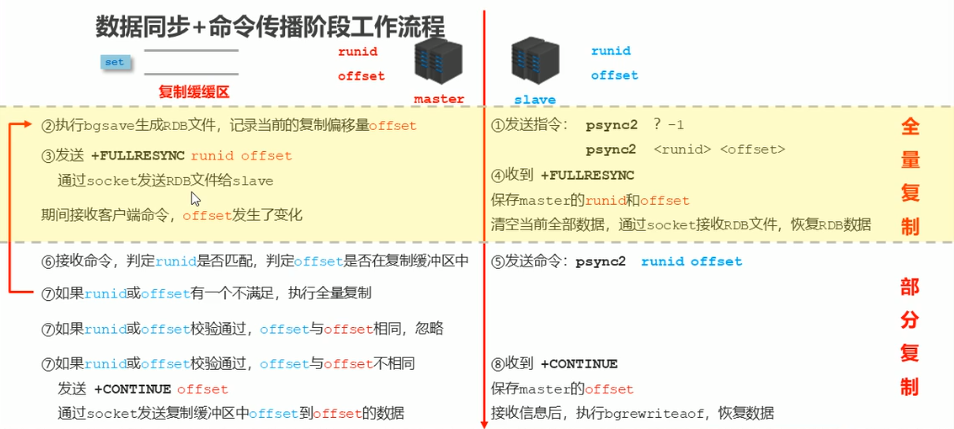 数据同步+命令传播阶段工作流程
set
复制缓缓区
runid
offset
master
runid
offset
slave
②执行bgsave生成RDB文件，记录当前的复制偏移量offset
③发送 +FULLRESYNC runid offset
通过socket发送RDB文件给slave
期间接收客户端命令，offset发生了变化
①发送指令： psync2 ? -1
psync2 <runid> <offset>
④收到 +FULLRESYNC
保存master的runid和offset
清空当前全部数据，通过socket接收RDB文件，恢复RDB数据
全量复制
⑥接收命令，判定runid是否匹配，判定offset是否在复制缓冲区中
⑦如果runid或offset有一个不满足，执行全量复制
⑦如果runid或offset校验通过，offset与offset相同，忽略
⑦如果runid或offset校验通过，offset与offset不相同
发送 +CONTINUE offset
通过socket发送复制缓冲区中offset到offset的数据
⑤发送命令：psync2 runid offset
⑧收到 +CONTINUE
保存master的offset
接收信息后，执行bgrewriteaof，恢复数据
部分复制